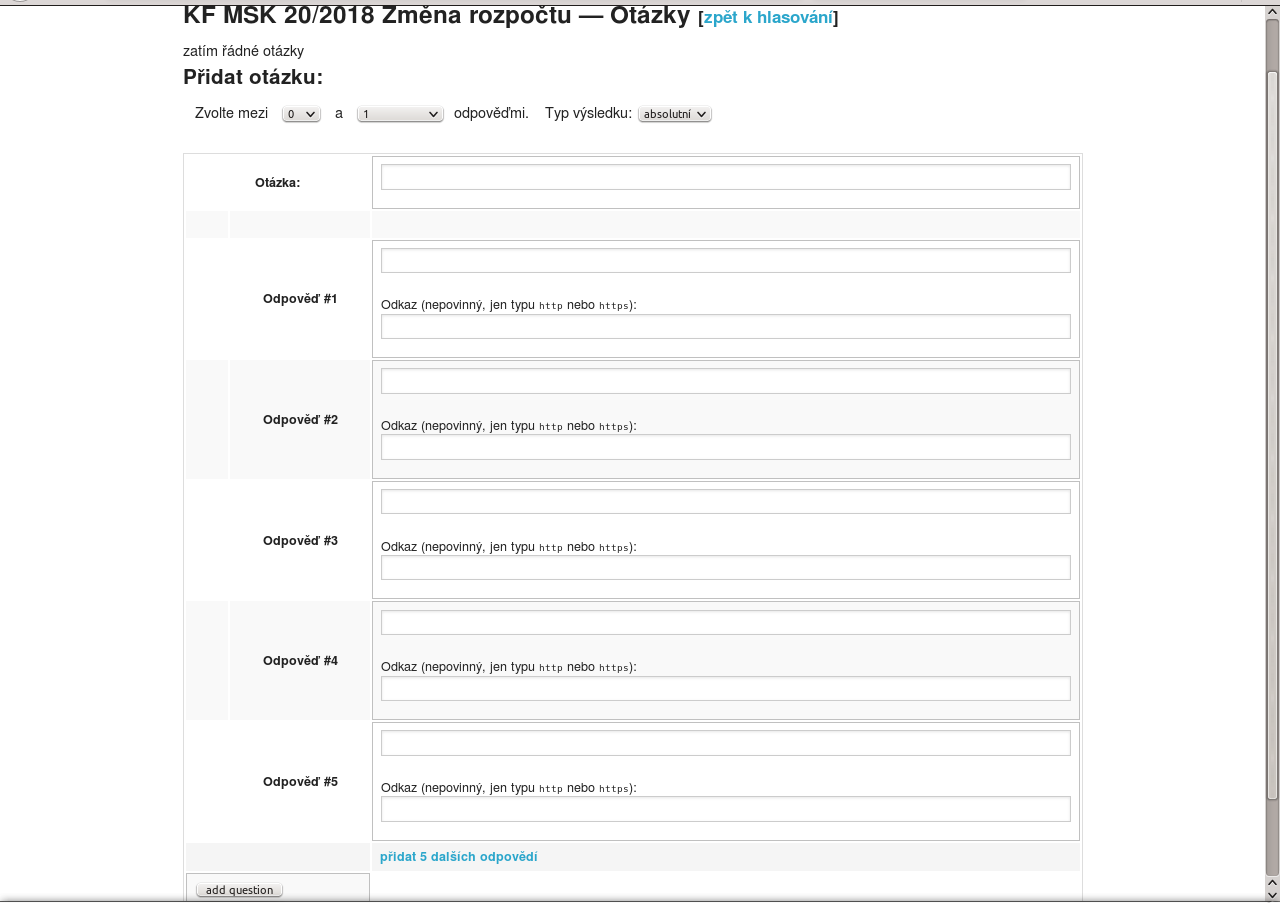 KF MSK 20/2018 Změna rozpočtu — Otázky [zpět k hlasování]
zatím řádné otázky
Přidat otázku:
Zvolte mezi 0 a 1 odpověďmi. Typ výsledku: absolutní
Otázka:
Odpověď #1
Odkaz (nepovinný, jen typu http nebo https):
Odpověď #2
Odkaz (nepovinný, jen typu http nebo https):
Odpověď #3
Odkaz (nepovinný, jen typu http nebo https):
Odpověď #4
Odkaz (nepovinný, jen typu http nebo https):
Odpověď #5
Odkaz (nepovinný, jen typu http nebo https):
přidat 5 dalších odpovědí
add question